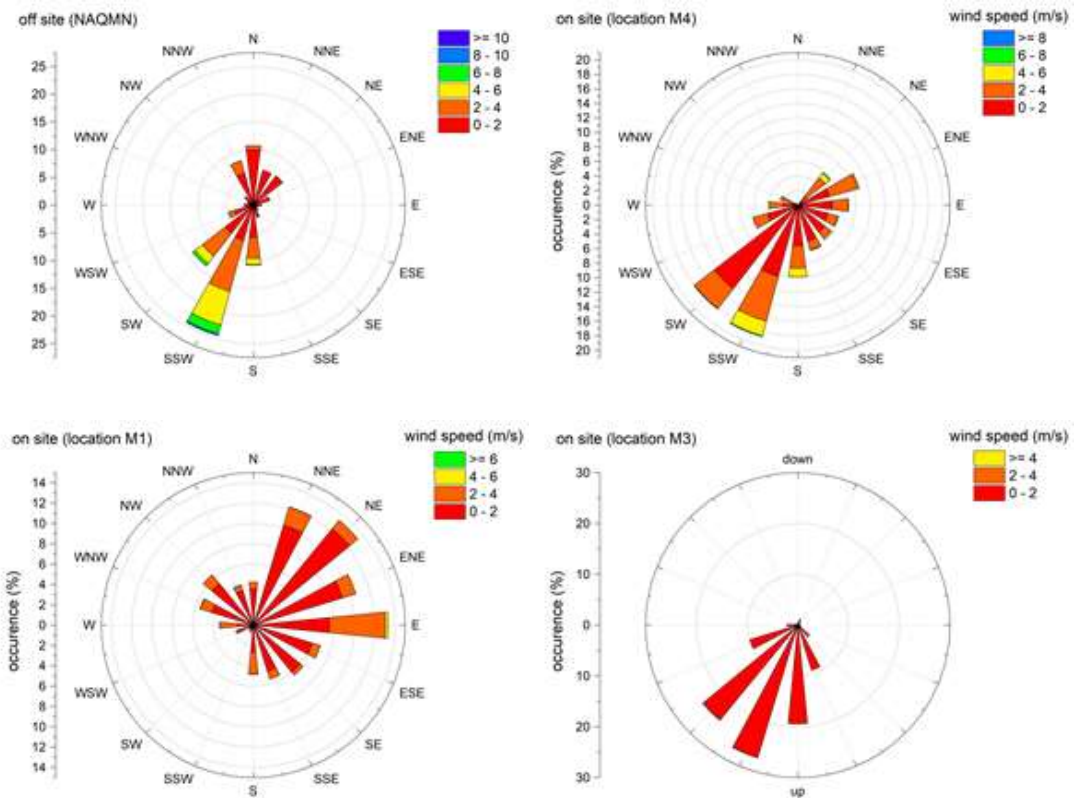 off site (NAQMN)
N
NNE
NE
ENE
E
ESE
SE
SSE
S
SSW
SW
WSW
W
WNW
NW
NNW
25
20
15
10
5
0
5
10
15
20
25
>= 10
8 - 10
6 - 8
4 - 6
2 - 4
0 - 2
on site (location M4)
wind speed (m/s)
>= 8
6 - 8
4 - 6
2 - 4
0 - 2
N
NNE
NE
ENE
E
ESE
SE
SSE
S
SSW
SW
WSW
W
WNW
NW
NNW
occurence (%)
20
18
16
14
12
10
8
6
4
2
0
2
4
6
8
10
12
14
16
18
20
on site (location M1)
wind speed (m/s)
>= 6
4 - 6
2 - 4
0 - 2
N
NNE
NE
ENE
E
ESE
SE
SSE
S
SSW
SW
WSW
W
WNW
NW
NNW
occurence (%)
14
12
10
8
6
4
2
0
2
4
6
8
10
12
14
on site (location M3)
wind speed (m/s)
>= 4
2 - 4
0 - 2
down
up
occurence (%)
30
20
10
0
10
20
30